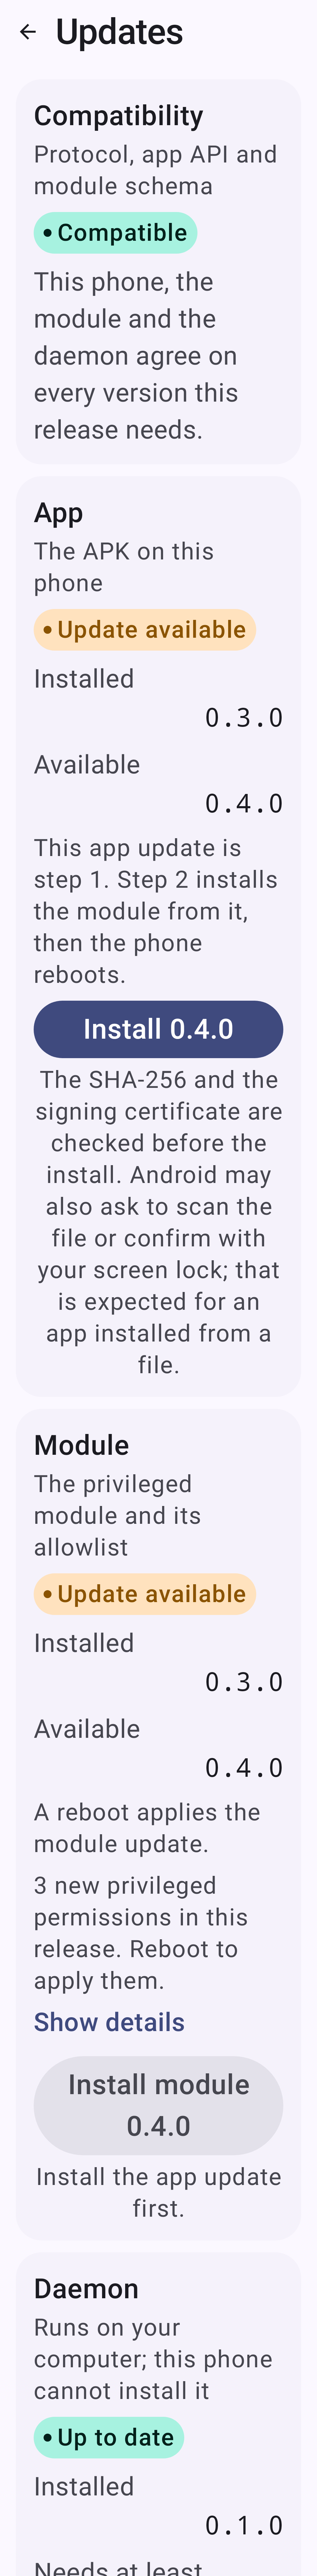 Updates
Compatibility
Protocol, app API and
module schema
Compatible
This phone, the
module and the
daemon agree on
every version this
release needs.
App
The APK on this
phone
Update available
Installed
0.3.0
Available
0.4.0
This app update is
step 1. Step 2 installs
the module from it,
then the phone
reboots.
Install 0.4.0
The SHA-256 and the
signing certificate are
checked before the
install. Android may
also ask to scan the
file or confirm with
your screen lock; that
is expected for an
app installed from a
file.
Module
The privileged
module and its
allowlist
Update available
Installed
0.3.0
Available
0.4.0
A reboot applies the
module update.
3 new privileged
permissions in this
release. Reboot to
apply them.
Show details
Install module
0.4.0
Install the app update
first.
Daemon
Runs on your
computer; this phone
cannot install it
Up to date
Installed
0.1.0
Needs at least